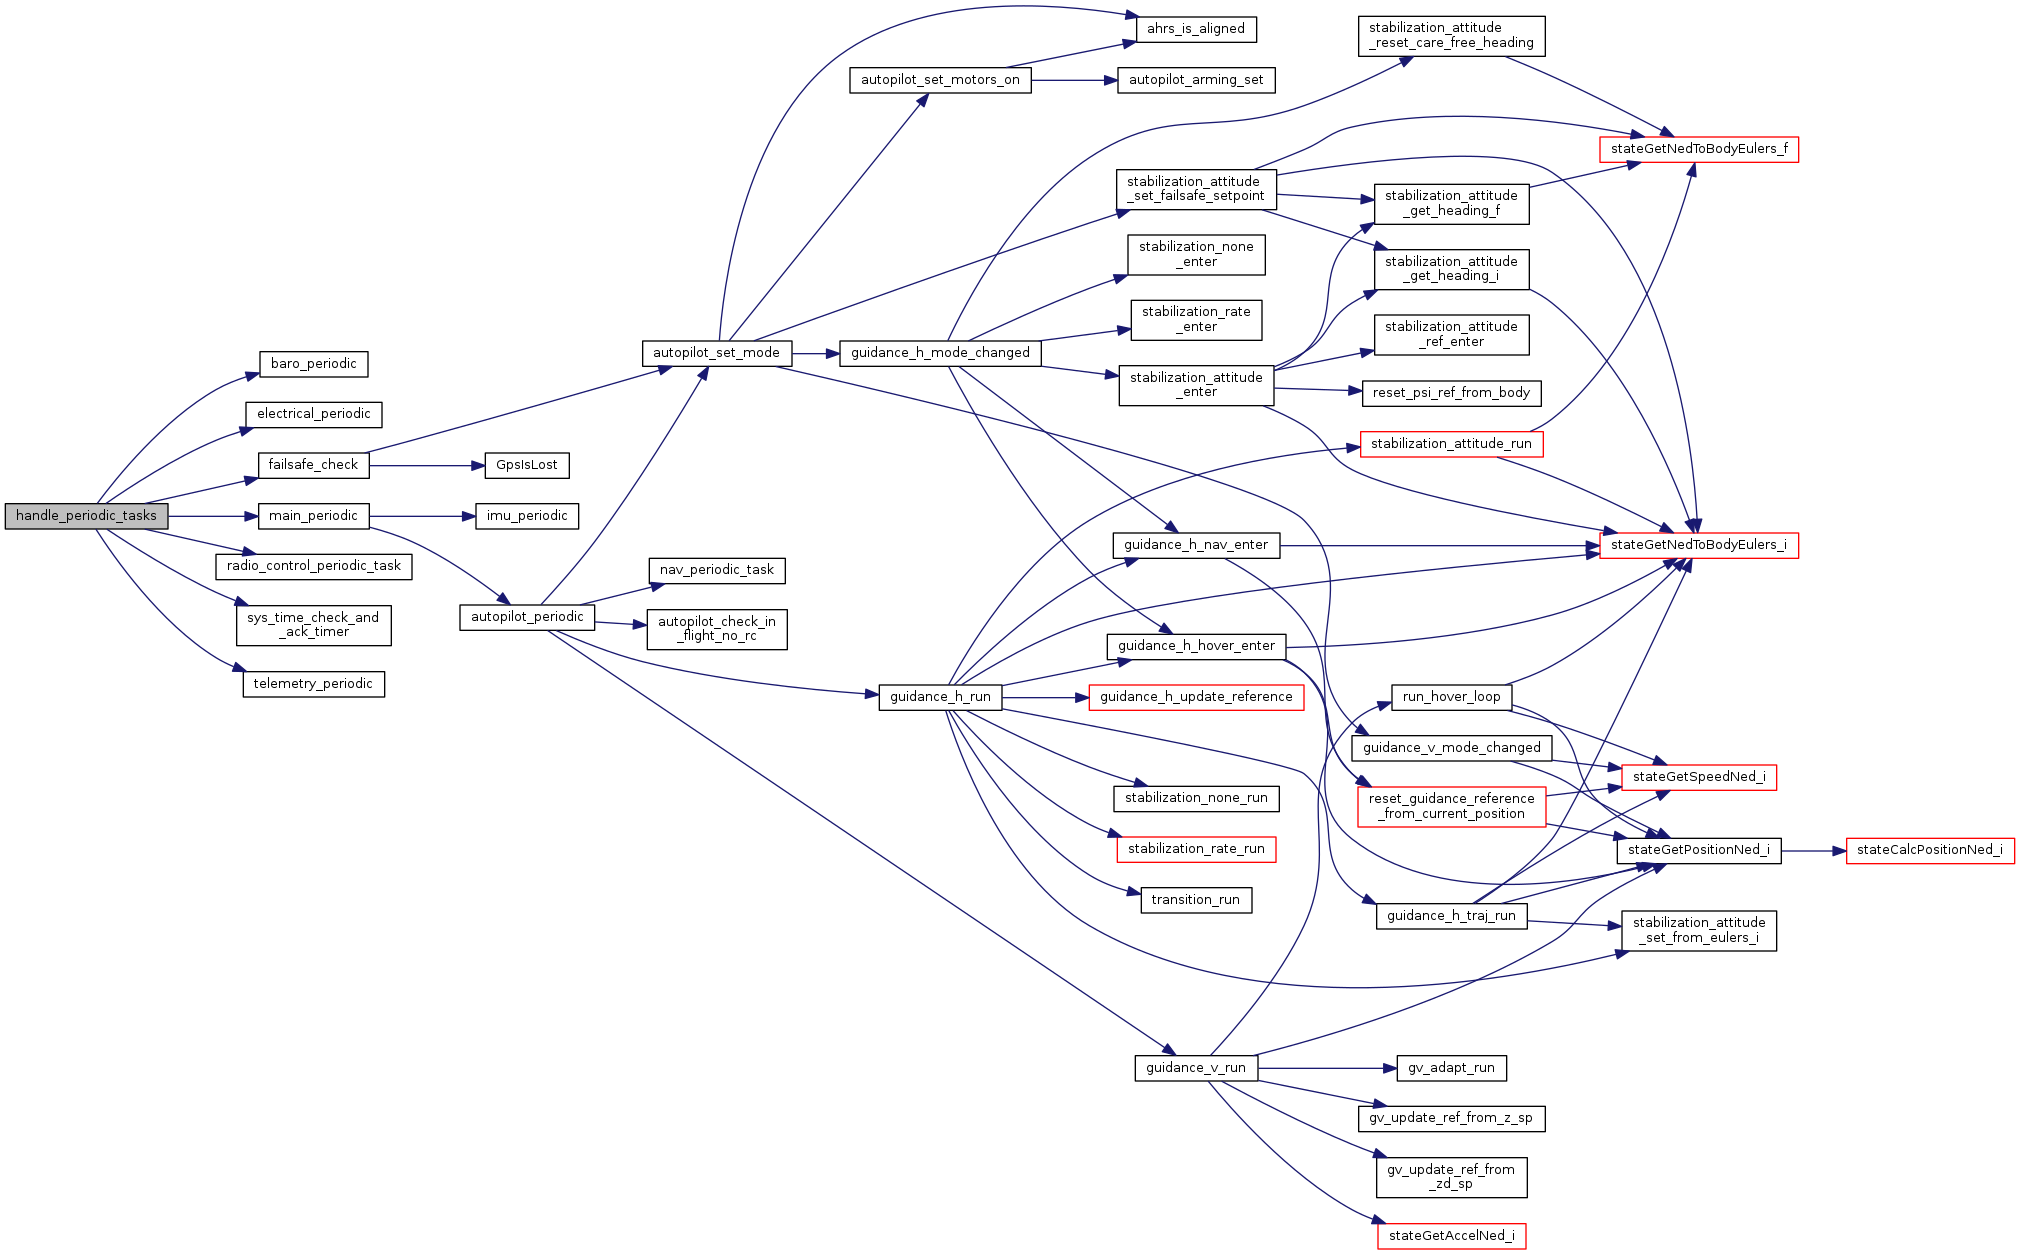 handle_periodic_tasks
baro_periodic
electrical_periodic
failsafe_check
main_periodic
radio_control_periodic_task
sys_time_check_and
_ack_timer
telemetry_periodic
GpsIsLost
imu_periodic
autopilot_periodic
autopilot_set_mode
nav_periodic_task
autopilot_check_in
_flight_no_rc
autopilot_set_motors_on
guidance_h_mode_changed
guidance_h_run
ahrs_is_aligned
autopilot_arming_set
stabilization_attitude
_set_failsafe_setpoint
stabilization_none
_enter
stabilization_rate
_enter
stabilization_attitude
_enter
guidance_h_nav_enter
guidance_h_hover_enter
guidance_h_update_reference
stabilization_none_run
stabilization_rate_run
transition_run
guidance_v_run
stabilization_attitude
_reset_care_free_heading
stabilization_attitude
_get_heading_f
stabilization_attitude
_get_heading_i
stabilization_attitude
_ref_enter
reset_psi_ref_from_body
stabilization_attitude_run
run_hover_loop
guidance_v_mode_changed
reset_guidance_reference
_from_current_position
guidance_h_traj_run
gv_adapt_run
gv_update_ref_from_z_sp
gv_update_ref_from
_zd_sp
stateGetAccelNed_i
stateGetNedToBodyEulers_f
stateGetNedToBodyEulers_i
stateGetSpeedNed_i
stateGetPositionNed_i
stabilization_attitude
_set_from_eulers_i
stateCalcPositionNed_i